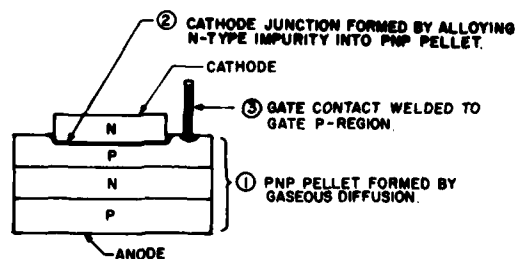 ② CATHODE JUNCTION FORMED BY ALLOYING
N-TYPE IMPURITY INTO PNP PELLET.
CATHODE
N
③ GATE CONTACT WELDED TO
GATE P-REGION.
P
N
① PNP PELLET FORMED BY
GASEOUS DIFFUSION.
P
ANODE